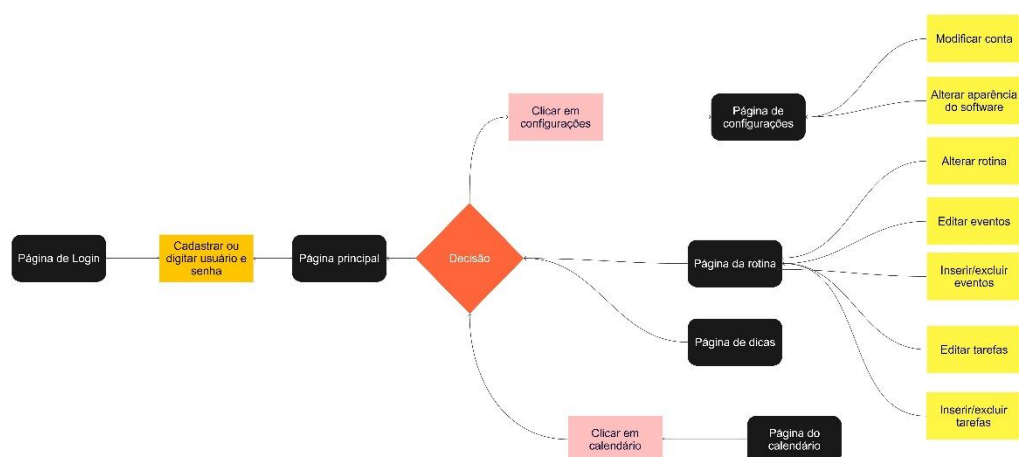 Modificar conta
Clicar em
configurações
Página de
configurações
Alterar aparência
do software
Alterar rotina
Página de Login
Cadastrar ou
digitar usuário e
senha
Página principal
Decisão
Página da rotina
Editar eventos
Inserir/excluir
eventos
Página de dicas
Editar tarefas
Clicar em
calendário
Página do
calendário
Inserir/excluir
tarefas